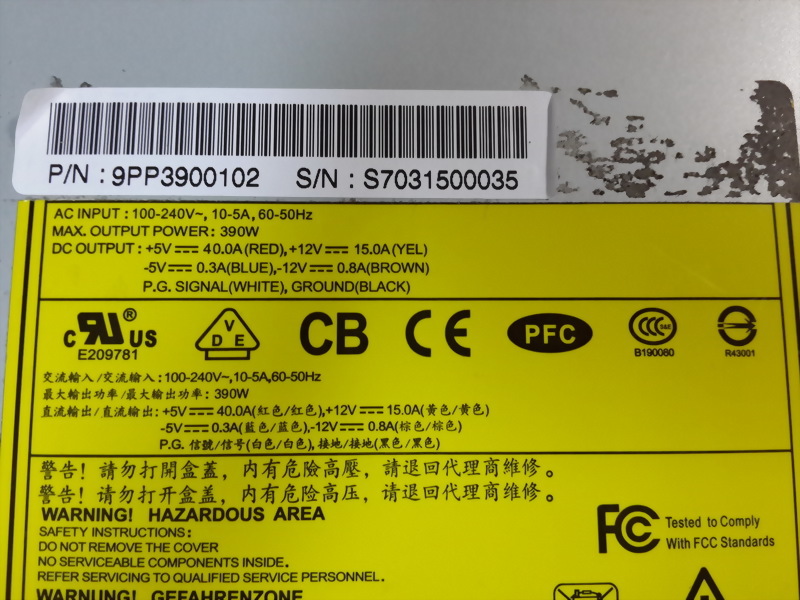 P/N : 9PP3900102 S/N : S7031500035
AC INPUT : 100-240V~, 10-5A, 60-50Hz
MAX. OUTPUT POWER : 390W
DC OUTPUT : +5V ⎓ 40.0A(RED),+12V ⎓ 15.0A(YEL)
-5V ⎓ 0.3A(BLUE),-12V ⎓ 0.8A(BROWN)
P.G. SIGNAL(WHITE), GROUND(BLACK)
c RU ® US
E209781
V
D E
CB
CE
PFC
CCC S&E
B190080
R43001
交流輸入/交流输入: 100-240V~,10-5A,60-50Hz
最大輸出功率/最大输出功率: 390W
直流輸出/直流输出: +5V ⎓ 40.0A(紅色/红色),+12V ⎓ 15.0A(黄色/黄色)
-5V ⎓ 0.3A(藍色/蓝色),-12V ⎓ 0.8A(棕色/棕色)
P.G. 信號/信号(白色/白色), 接地/接地(黑色/黑色)
警告! 請勿打開盒蓋, 内有危險高壓, 請退回代理商維修。
警告! 请勿打开盒盖, 内有危险高压, 请退回代理商维修。
WARNING! HAZARDOUS AREA
SAFETY INSTRUCTIONS :
DO NOT REMOVE THE COVER
NO SERVICEABLE COMPONENTS INSIDE.
REFER SERVICING TO QUALIFIED SERVICE PERSONNEL.
FC Tested to Comply
With FCC Standards
WARNUNG! GEFAHRENZONE